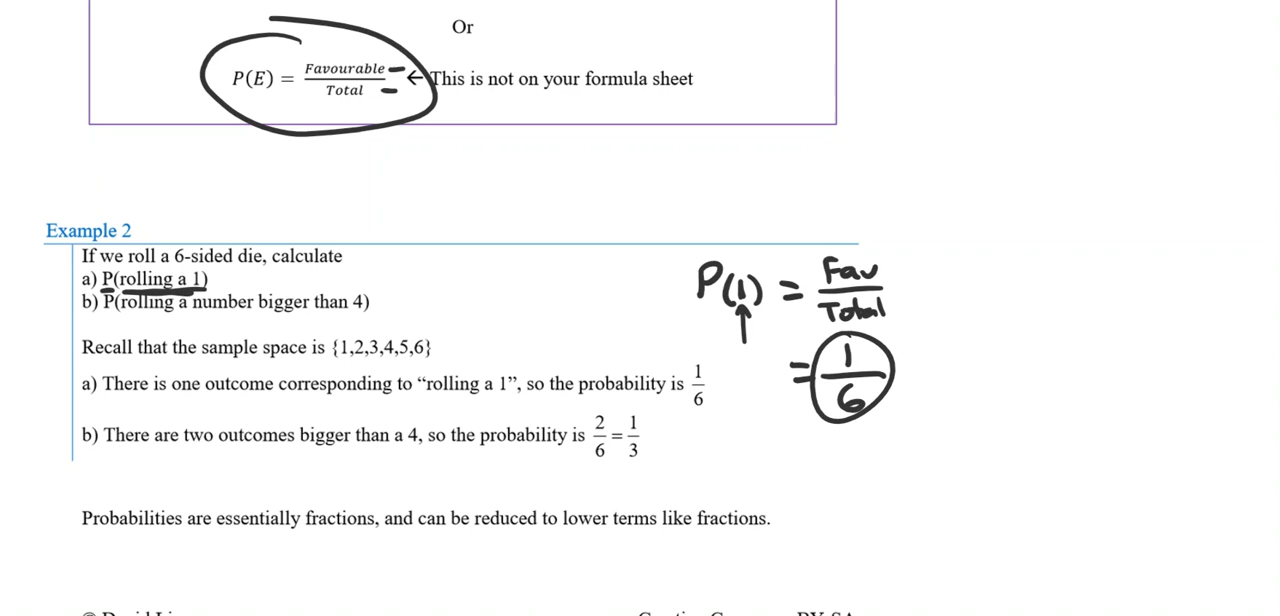 Or
P(E) = Favourable / Total ← This is not on your formula sheet
Example 2
If we roll a 6-sided die, calculate
a) P(rolling a 1)
b) P(rolling a number bigger than 4)
P(1) = Fav / Total
= 1/6
Recall that the sample space is {1,2,3,4,5,6}
a) There is one outcome corresponding to “rolling a 1”, so the probability is 1/6
b) There are two outcomes bigger than a 4, so the probability is 2/6 = 1/3
Probabilities are essentially fractions, and can be reduced to lower terms like fractions.